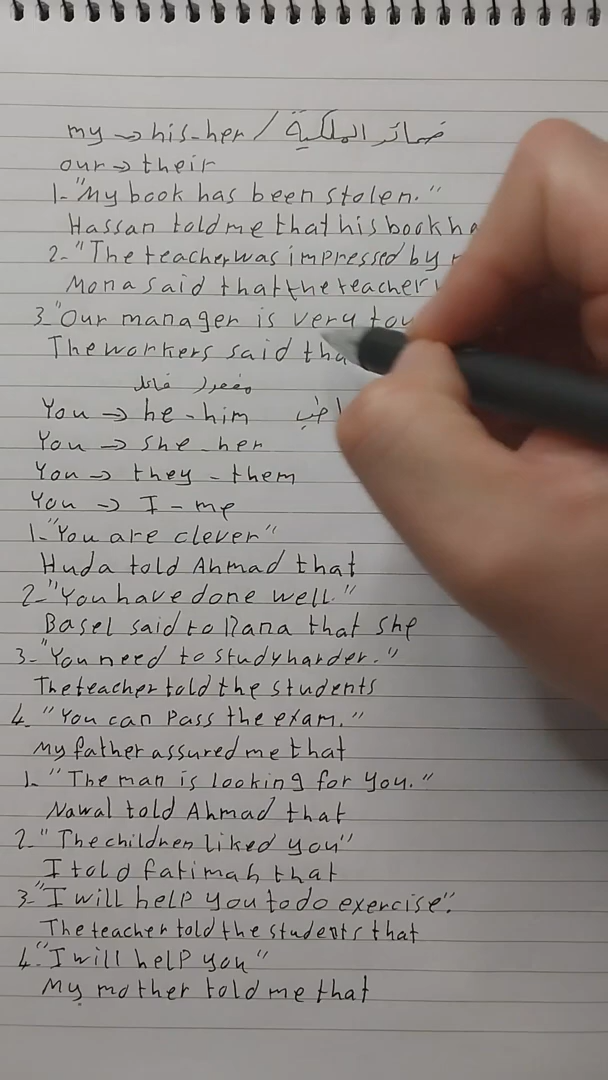 my → his - her / ضمائر الملكية
our → their
1- "My book has been stolen."
Hassan told me that his book
2- "The teacher was impressed by
Mona said that the teacher
3- "Our manager is very
The workers said
مفعول فاعل
You → he - him
You → she - her
You → they - them
You → I - me
1- "You are clever"
Huda told Ahmad that
2- "You have done well."
Basel said to Rana that she
3- "You need to study harder."
The teacher told the students
4- "You can pass the exam."
My father assured me that
1- "The man is looking for you."
Nawal told Ahmad that
2- "The children liked you"
I told fatimah that
3- "I will help you to do exercise".
The teacher told the students that
4- "I will help you"
My mother told me that